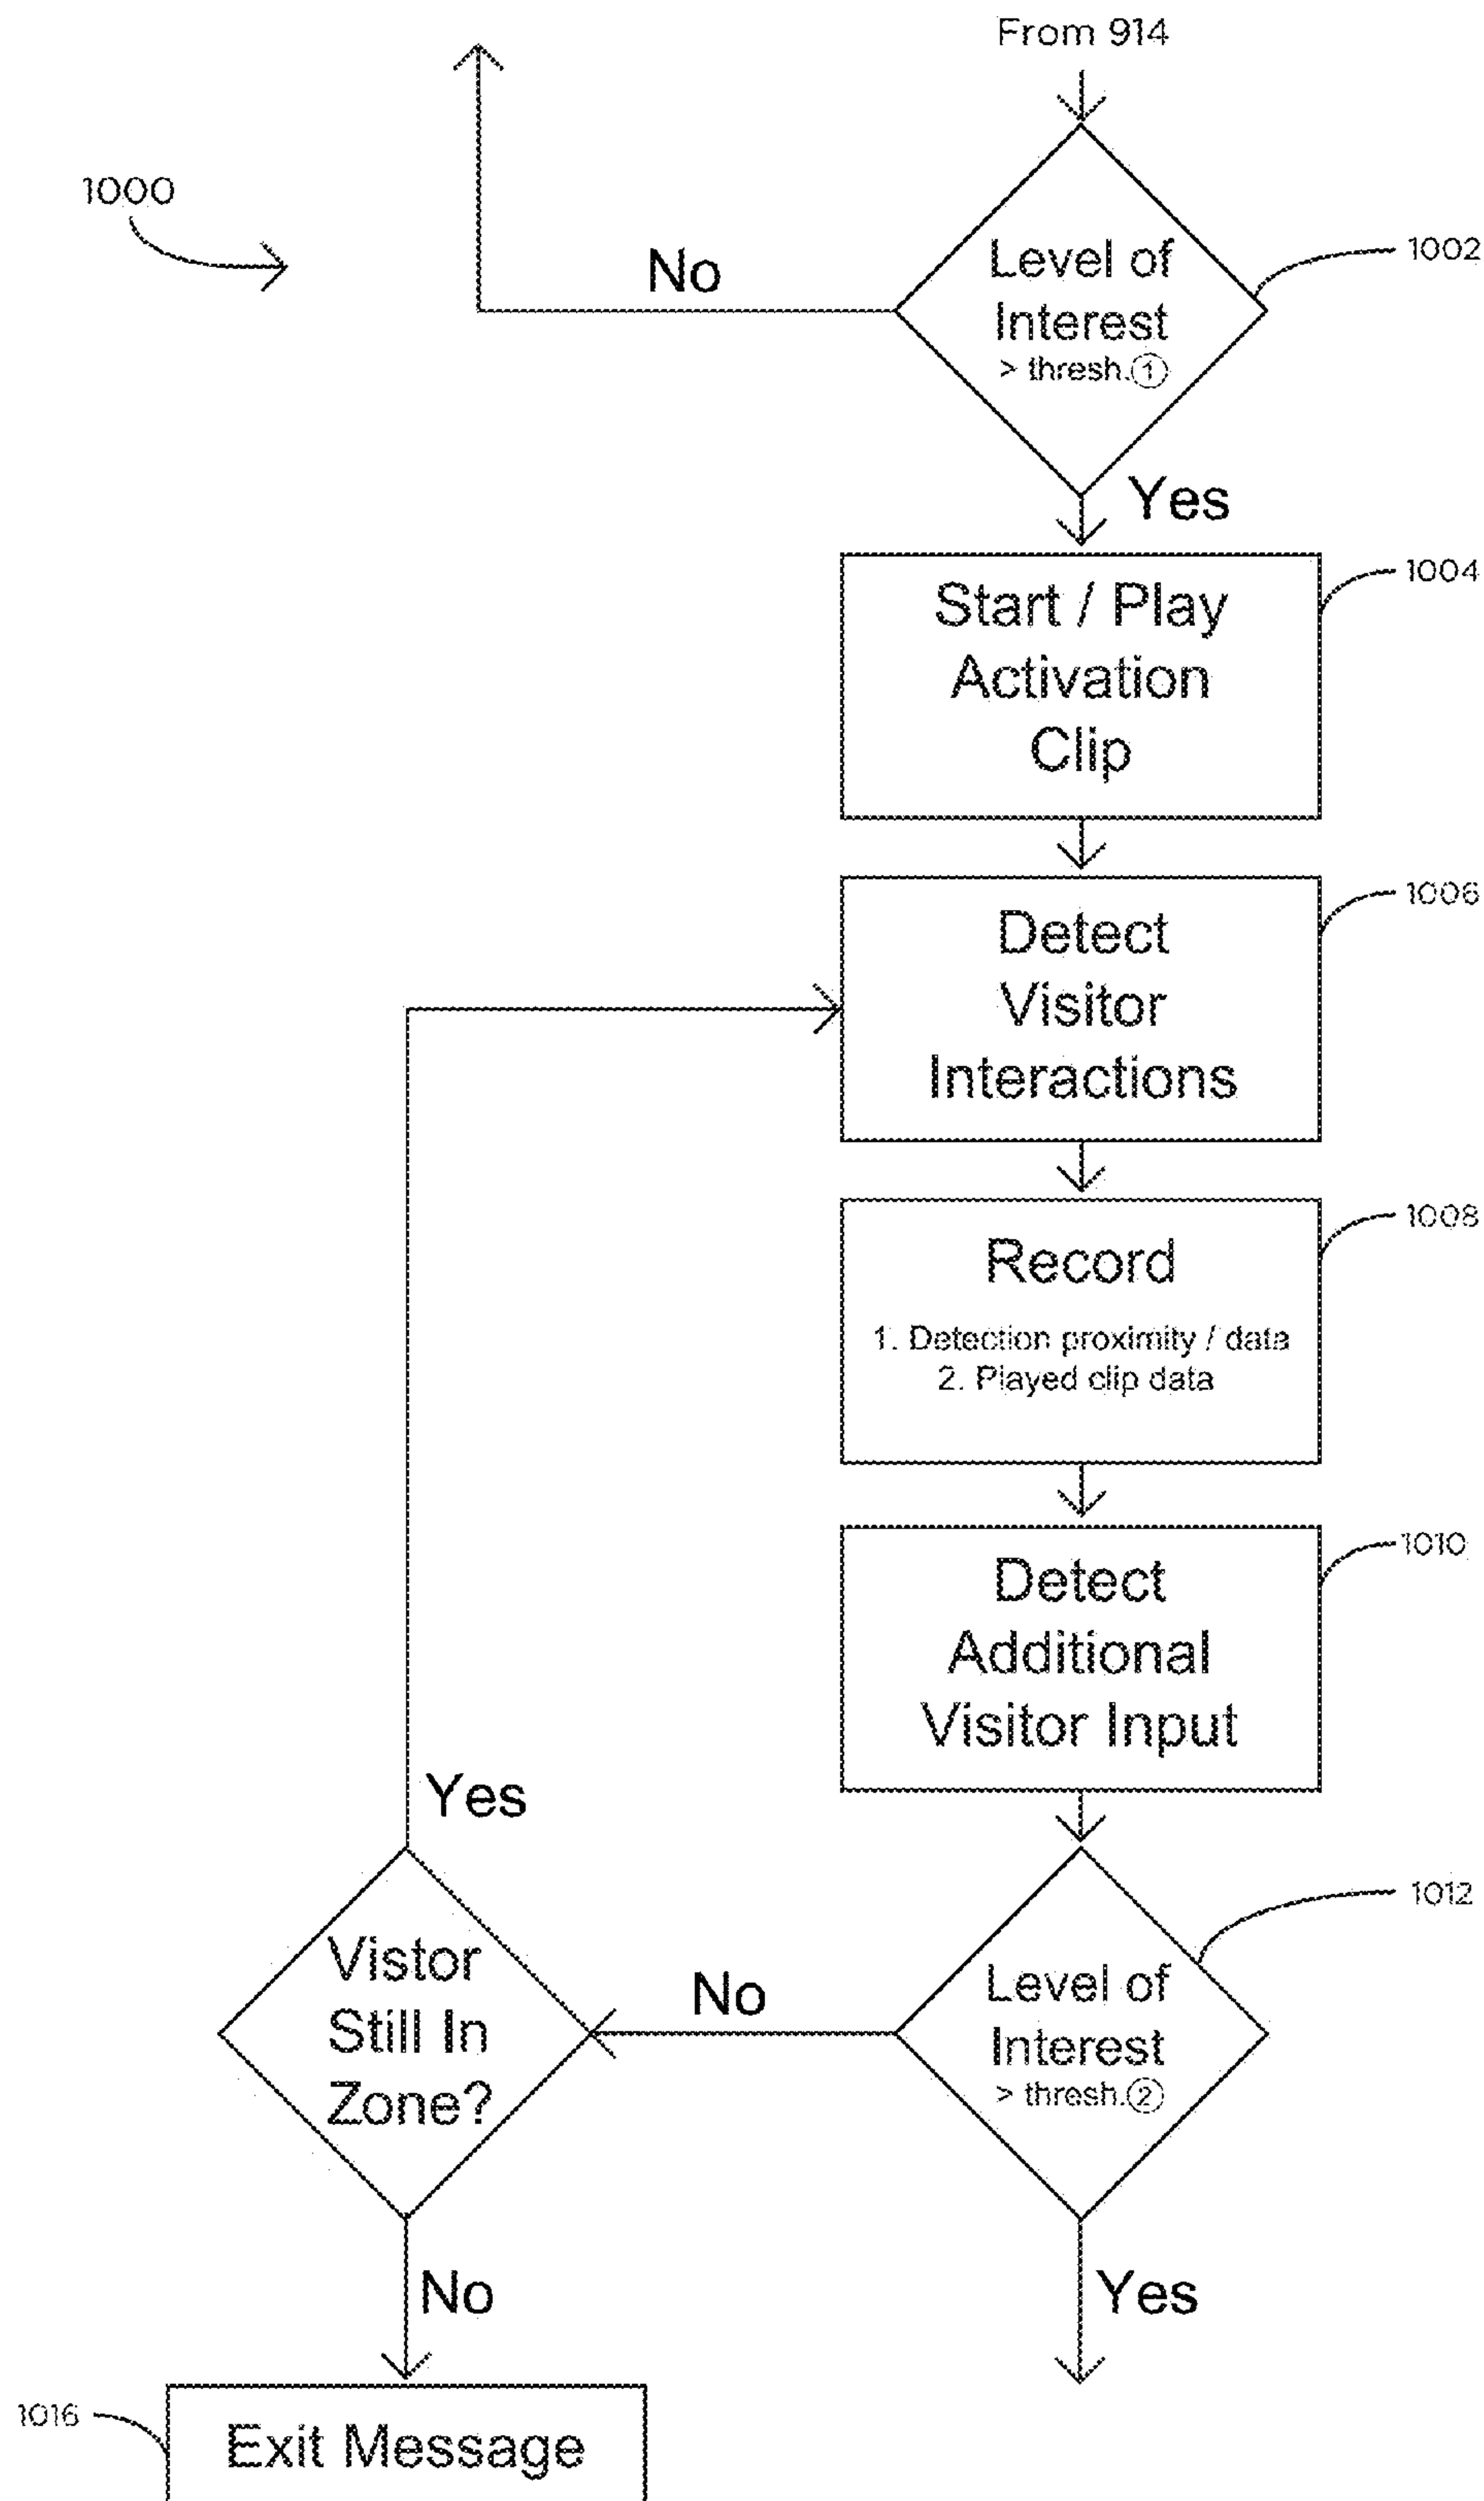 From 914
1000
No
Level of
Interest
> thresh.①
1002
Yes
Start / Play
Activation
Clip
1004
Detect
Visitor
Interactions
1006
Record
1. Detection proximity / data
2. Played clip data
1008
Detect
Additional
Visitor Input
1010
Yes
Vistor
Still In
Zone?
No
Level of
Interest
> thresh.②
1012
No
Yes
1016
Exit Message